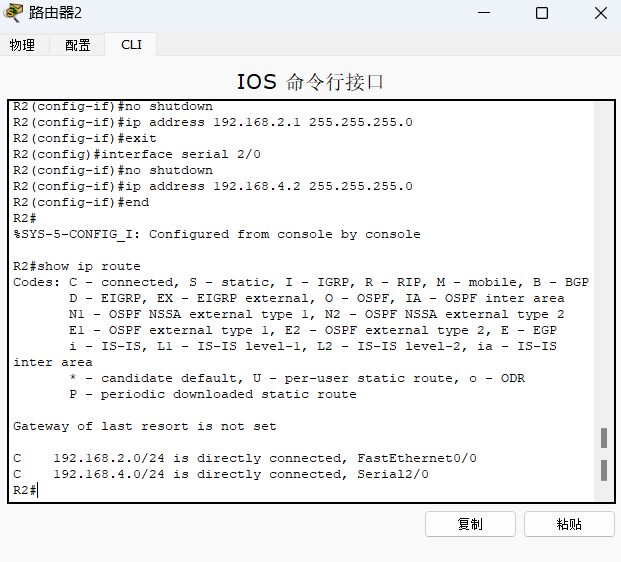 路由器2
物理 配置 CLI
IOS 命令行接口
R2(config-if)#no shutdown
R2(config-if)#ip address 192.168.2.1 255.255.255.0
R2(config-if)#exit
R2(config)#interface serial 2/0
R2(config-if)#no shutdown
R2(config-if)#ip address 192.168.4.2 255.255.255.0
R2(config-if)#end
R2#
%SYS-5-CONFIG_I: Configured from console by console
R2#show ip route
Codes: C - connected, S - static, I - IGRP, R - RIP, M - mobile, B - BGP
D - EIGRP, EX - EIGRP external, O - OSPF, IA - OSPF inter area
N1 - OSPF NSSA external type 1, N2 - OSPF NSSA external type 2
E1 - OSPF external type 1, E2 - OSPF external type 2, E - EGP
i - IS-IS, L1 - IS-IS level-1, L2 - IS-IS level-2, ia - IS-IS
inter area
* - candidate default, U - per-user static route, o - ODR
P - periodic downloaded static route
Gateway of last resort is not set
C 192.168.2.0/24 is directly connected, FastEthernet0/0
C 192.168.4.0/24 is directly connected, Serial2/0
R2#
复制 粘贴